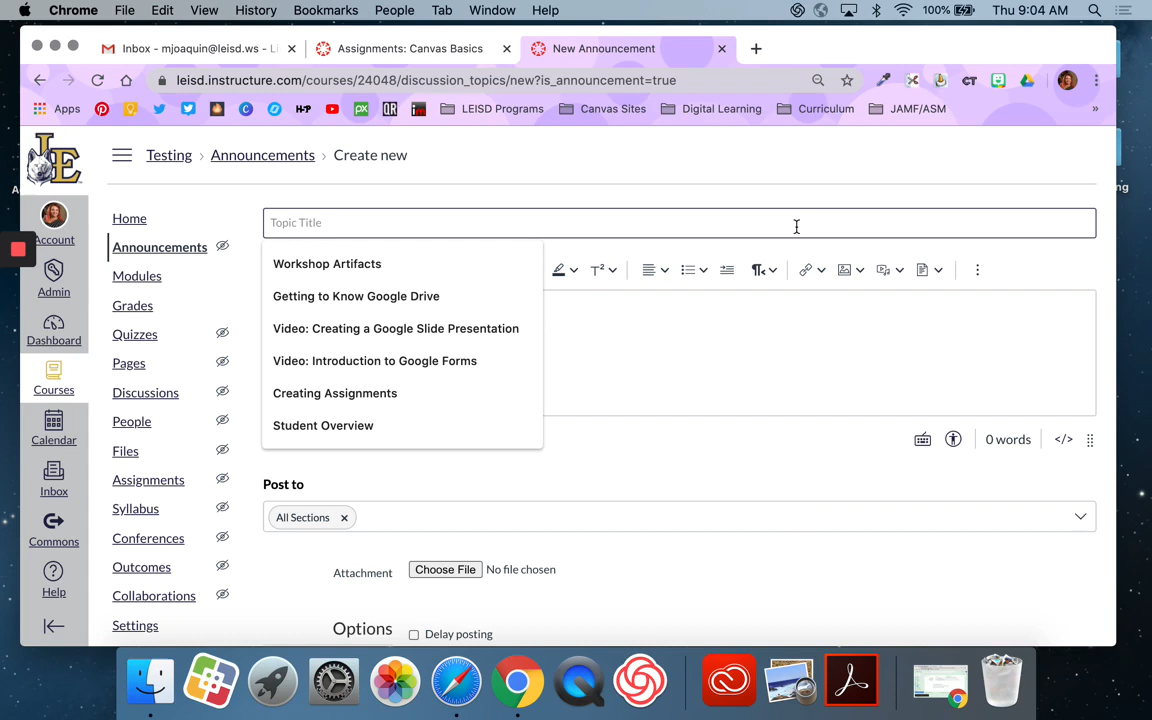 Chrome File Edit View History Bookmarks People Tab Window Help 100% Thu 9:04 AM
Inbox - mjoaquin@leisd.ws - Li Assignments: Canvas Basics New Announcement
leisd.instructure.com/courses/24048/discussion_topics/new?is_announcement=true
Apps LEISD Programs Canvas Sites Digital Learning Curriculum JAMF/ASM »
Testing › Announcements › Create new
Home
Topic Title
Account
Announcements
Workshop Artifacts
Modules
Admin
Getting to Know Google Drive
Grades
Video: Creating a Google Slide Presentation
Dashboard
Quizzes
Video: Introduction to Google Forms
Pages
Courses
Discussions
Creating Assignments
People
Student Overview
Calendar
0 words </>
Files
Assignments
Post to
Inbox
Syllabus
All Sections
Commons
Conferences
Outcomes
Attachment Choose File No file chosen
Help
Collaborations
Settings
Options Delay posting